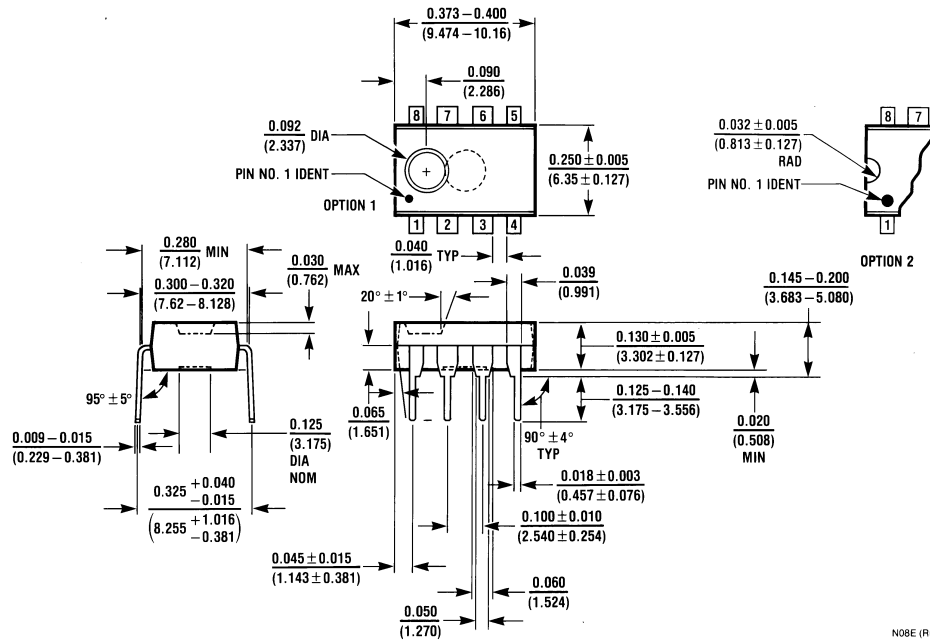 0.373 – 0.400
(9.474 – 10.16)
0.090
(2.286)
8 7 6 5
0.092 DIA
(2.337)
PIN NO. 1 IDENT
OPTION 1
+
1 2 3 4
0.250 ± 0.005
(6.35 ± 0.127)
0.032 ± 0.005
(0.813 ± 0.127)
RAD
PIN NO. 1 IDENT
8 7
1
OPTION 2
0.280 MIN
(7.112)
0.300 – 0.320
(7.62 – 8.128)
0.030 MAX
(0.762)
0.040 TYP
(1.016)
20° ± 1°
0.039
(0.991)
0.145 – 0.200
(3.683 – 5.080)
0.130 ± 0.005
(3.302 ± 0.127)
0.125 – 0.140
(3.175 – 3.556)
0.020
(0.508)
MIN
95° ± 5°
0.009 – 0.015
(0.229 – 0.381)
0.125
(3.175)
DIA
NOM
0.065
(1.651)
90° ± 4°
TYP
0.018 ± 0.003
(0.457 ± 0.076)
0.325 +0.040
−0.015
(8.255 +1.016
−0.381)
0.100 ± 0.010
(2.540 ± 0.254)
0.045 ± 0.015
(1.143 ± 0.381)
0.060
(1.524)
0.050
(1.270)
N08E (R